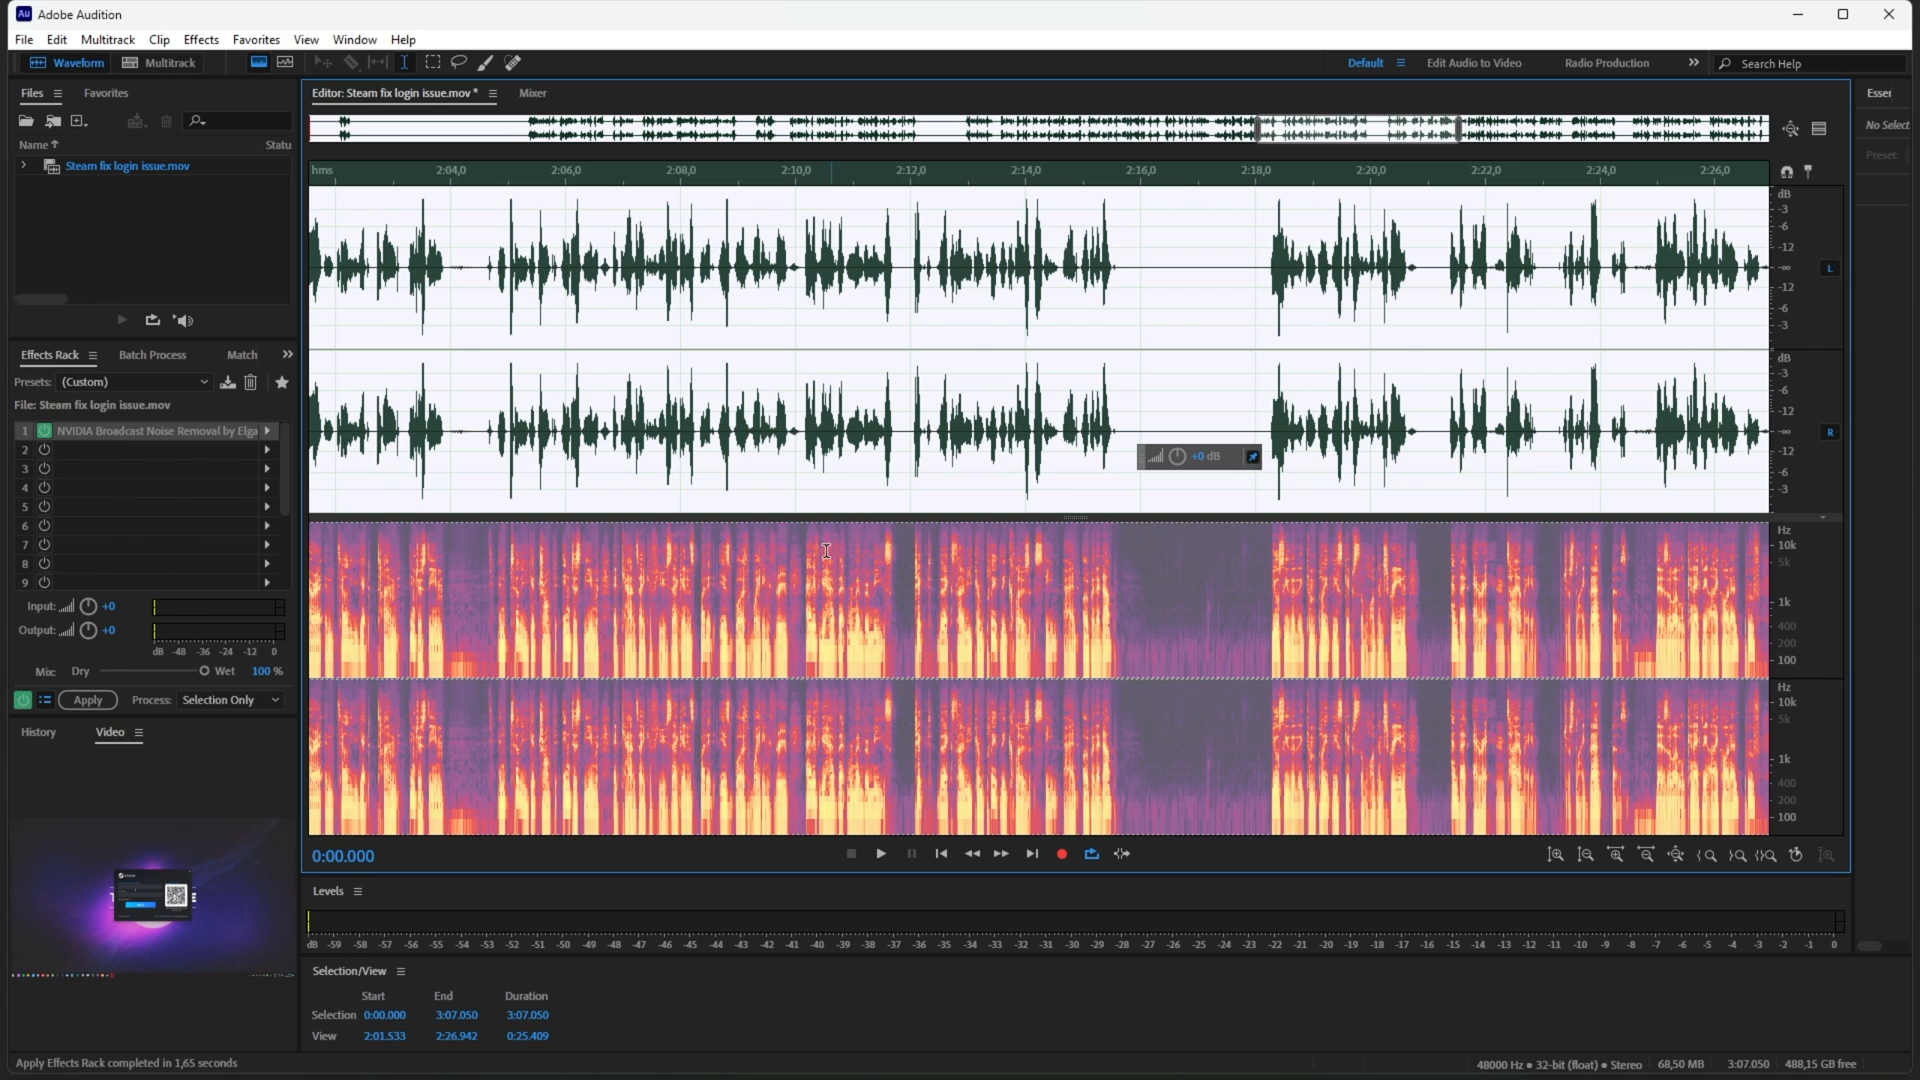 Au Adobe Audition
File Edit Multitrack Clip Effects Favorites View Window Help
Waveform Multitrack Default Edit Audio to Video Radio Production Search Help
Files Favorites Editor: Steam fix login issue.mov * Mixer Esser
No Select
Name Statu
Preset:
Steam fix login issue.mov
hms 2:04,0 2:06,0 2:08,0 2:10,0 2:12,0 2:14,0 2:16,0 2:18,0 2:20,0 2:22,0 2:24,0 2:26,0
dB
-3
-6
-12
-∞
-12
-6
-3
L
dB
-3
-6
-12
-∞
-12
-6
-3
R
+0 dB
Effects Rack Batch Process Match
Presets: (Custom)
File: Steam fix login issue.mov
1 NVIDIA Broadcast Noise Removal by Elga
2
3
4
5
6
7
8
9
Hz
10k
5k
1k
400
200
100
Hz
10k
5k
1k
400
200
100
Input: +0
Output: +0
dB -48 -36 -24 -12 0
Mix: Dry Wet 100 %
Apply Process: Selection Only
History Video
0:00.000
Levels
dB -59 -58 -57 -56 -55 -54 -53 -52 -51 -50 -49 -48 -47 -46 -45 -44 -43 -42 -41 -40 -39 -38 -37 -36 -35 -34 -33 -32 -31 -30 -29 -28 -27 -26 -25 -24 -23 -22 -21 -20 -19 -18 -17 -16 -15 -14 -13 -12 -11 -10 -9 -8 -7 -6 -5 -4 -3 -2 -1 0
Selection/View
Start End Duration
Selection 0:00.000 3:07.050 3:07.050
View 2:01.533 2:26.942 0:25.409
Apply Effects Rack completed in 1,65 seconds
48000 Hz • 32-bit (float) • Stereo 68,50 MB 3:07.050 488,15 GB free